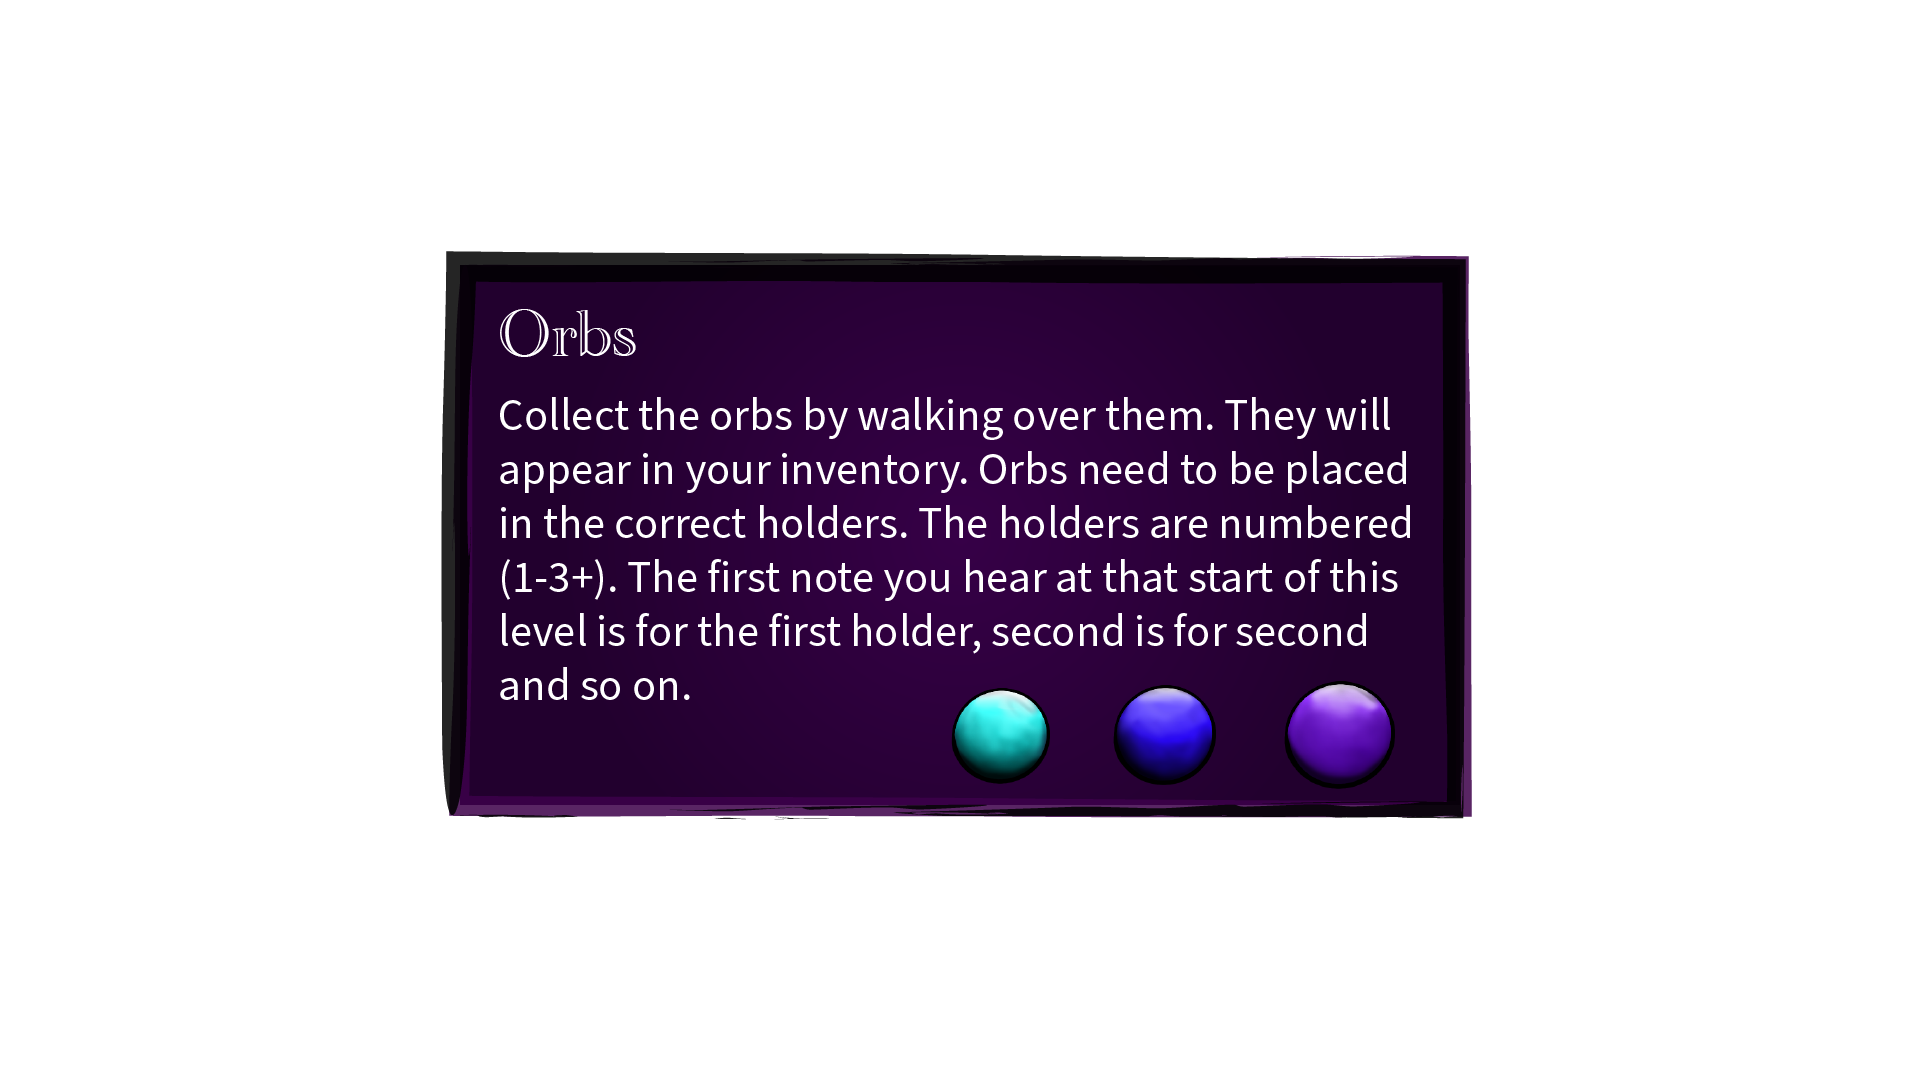 Orbs
Collect the orbs by walking over them. They will
appear in your inventory. Orbs need to be placed
in the correct holders. The holders are numbered
(1-3+). The first note you hear at that start of this
level is for the first holder, second is for second
and so on.